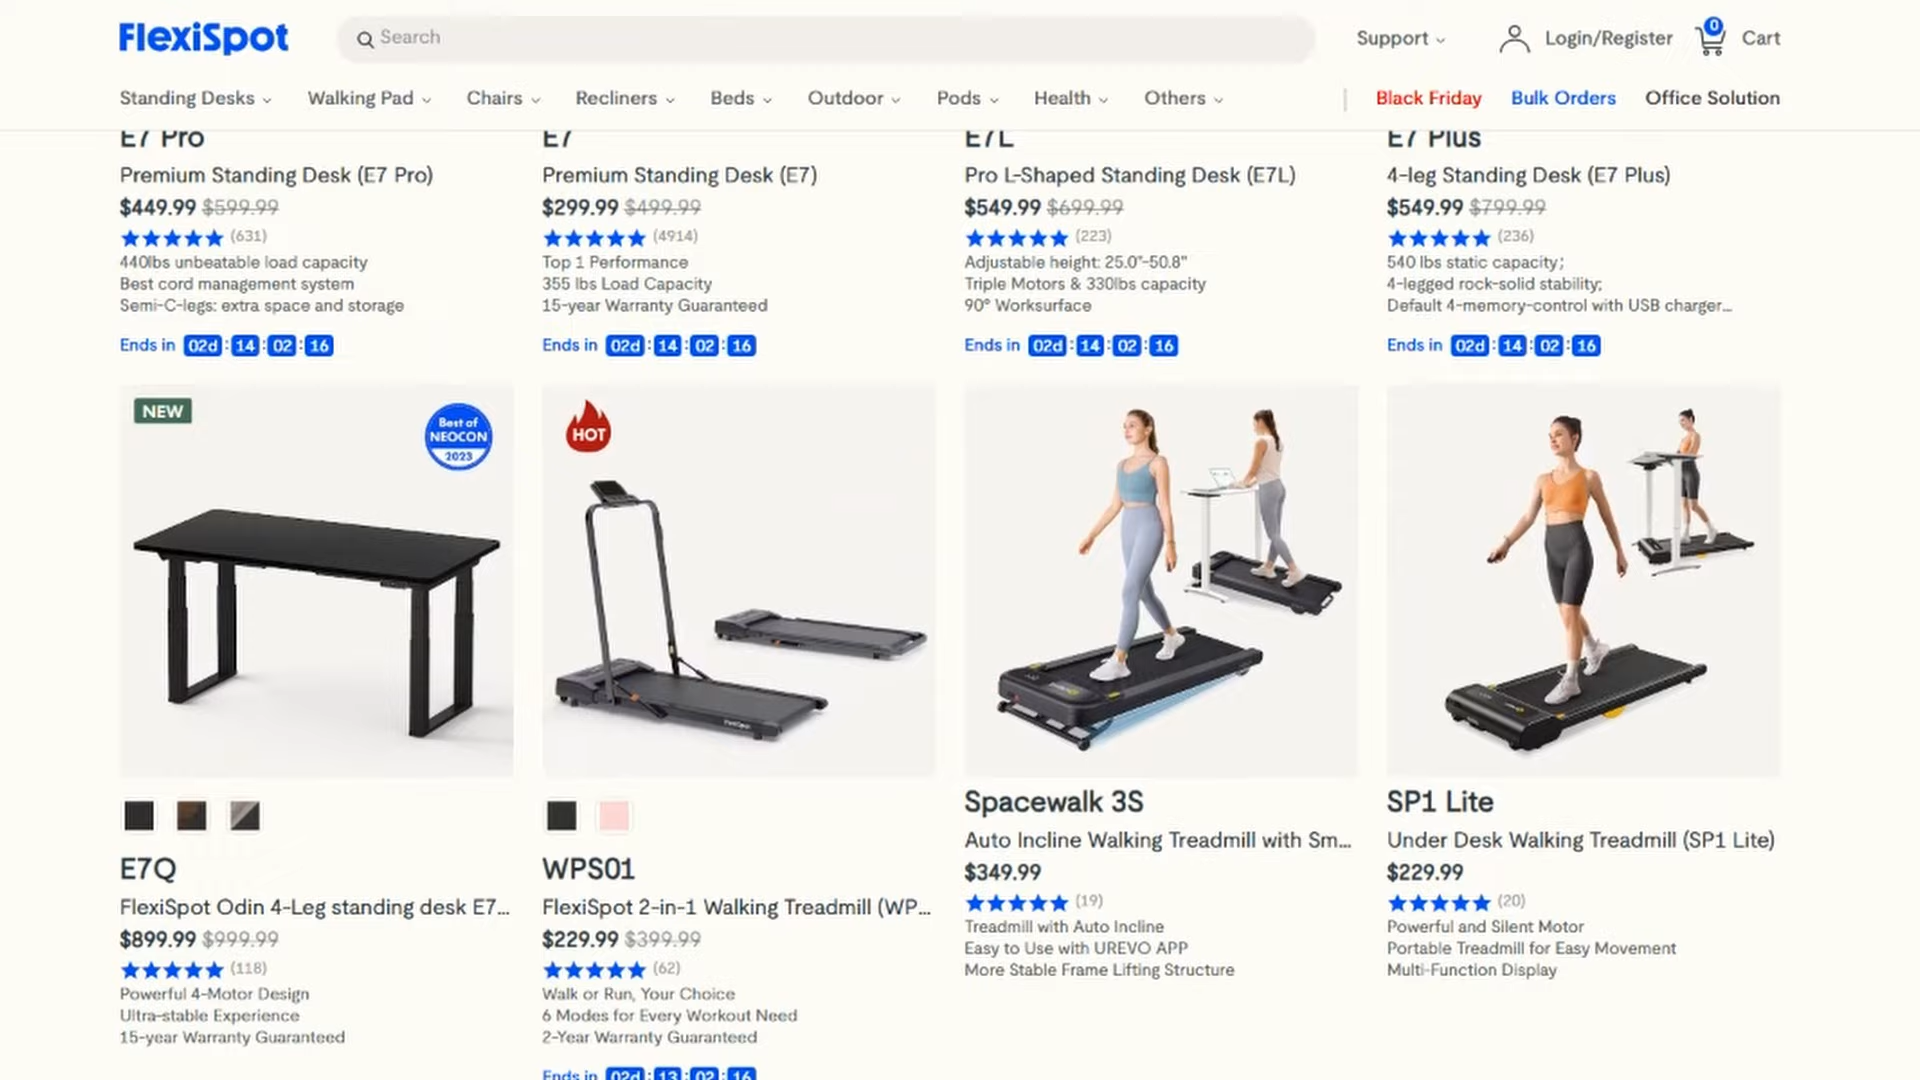 FlexiSpot
Search
Support
Login/Register
0
Cart
Standing Desks
Walking Pad
Chairs
Recliners
Beds
Outdoor
Pods
Health
Others
Black Friday
Bulk Orders
Office Solution
E7 Pro
Premium Standing Desk (E7 Pro)
$449.99 $599.99
(631)
440lbs unbeatable load capacity
Best cord management system
Semi-C-legs: extra space and storage
Ends in 02d : 14 : 02 : 16
E7
Premium Standing Desk (E7)
$299.99 $499.99
(4914)
Top 1 Performance
355 lbs Load Capacity
15-year Warranty Guaranteed
Ends in 02d : 14 : 02 : 16
E7L
Pro L-Shaped Standing Desk (E7L)
$549.99 $699.99
(223)
Adjustable height: 25.0"-50.8"
Triple Motors & 330lbs capacity
90° Worksurface
Ends in 02d : 14 : 02 : 16
E7 Plus
4-leg Standing Desk (E7 Plus)
$549.99 $799.99
(236)
540 lbs static capacity;
4-legged rock-solid stability;
Default 4-memory-control with USB charger...
Ends in 02d : 14 : 02 : 16
NEW
Best of
NEOCON
2023
E7Q
FlexiSpot Odin 4-Leg standing desk E7...
$899.99 $999.99
(118)
Powerful 4-Motor Design
Ultra-stable Experience
15-year Warranty Guaranteed
HOT
WPS01
FlexiSpot 2-in-1 Walking Treadmill (WP...
$229.99 $399.99
(62)
Walk or Run, Your Choice
6 Modes for Every Workout Need
2-Year Warranty Guaranteed
Ends in 02d : 13 : 02 : 16
Spacewalk 3S
Auto Incline Walking Treadmill with Sm...
$349.99
(19)
Treadmill with Auto Incline
Easy to Use with UREVO APP
More Stable Frame Lifting Structure
SP1 Lite
Under Desk Walking Treadmill (SP1 Lite)
$229.99
(20)
Powerful and Silent Motor
Portable Treadmill for Easy Movement
Multi-Function Display